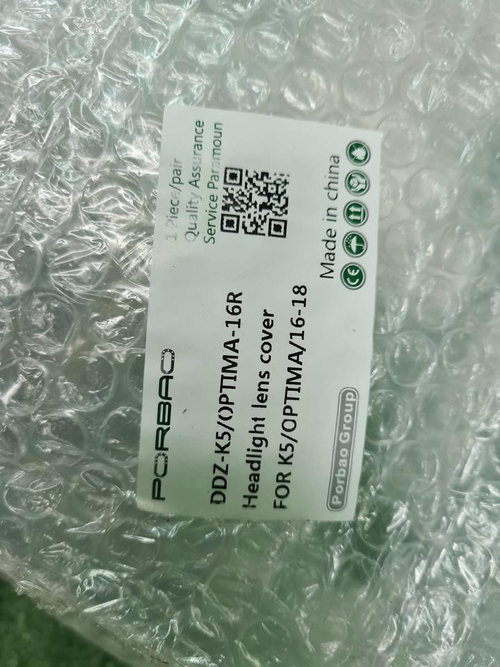 PORBAO
1 Piece/pair
Quality Assurance
Service Paramoun
DDZ-K5/OPTIMA-16R
Headlight lens cover
FOR K5/OPTIMA/16-18
Made in china
CE
Porbao Group